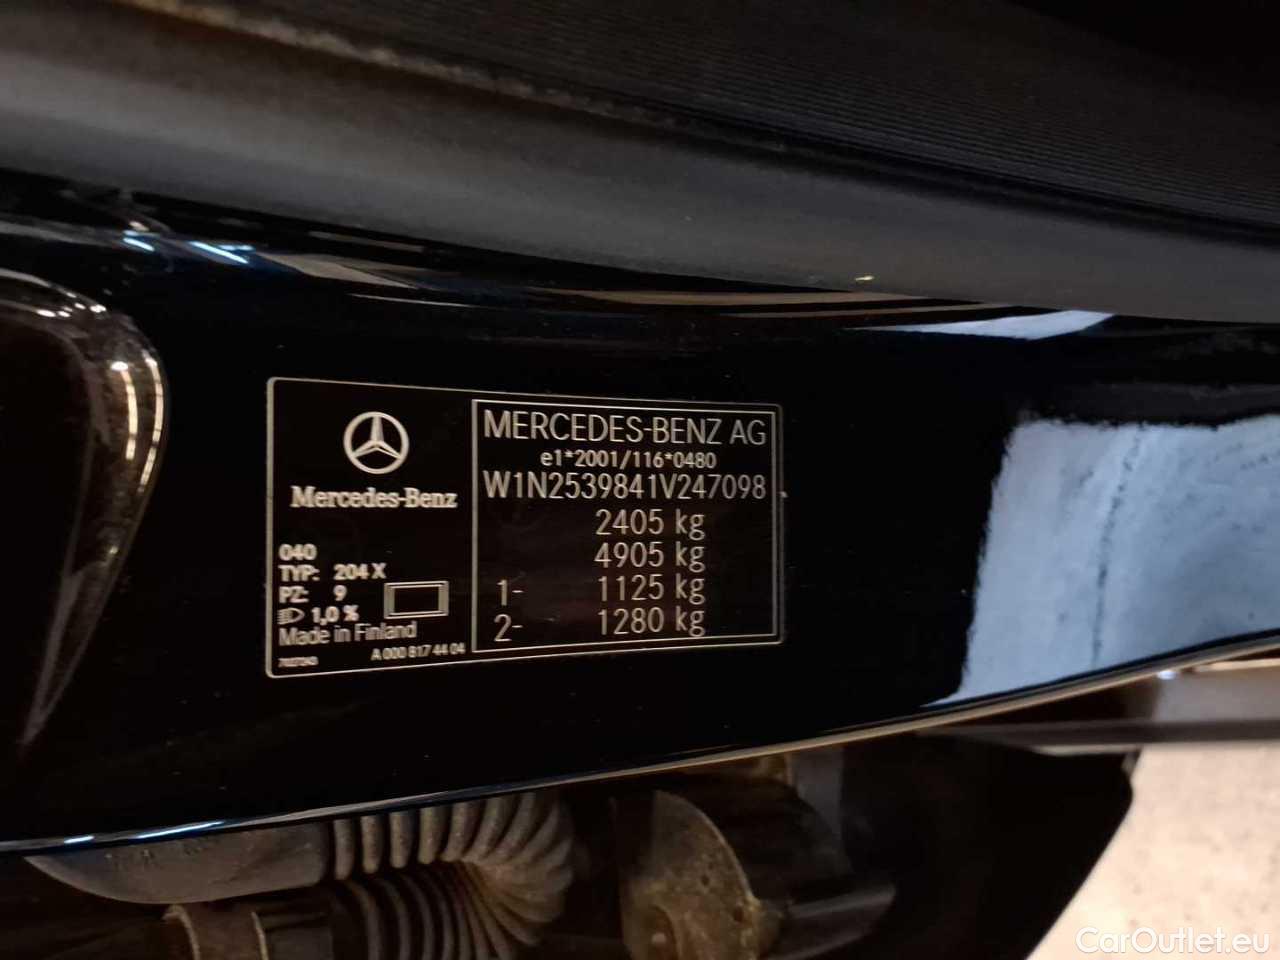 MERCEDES-BENZ AG
e1*2001/116*0480
W1N2539841V247098
2405 kg
4905 kg
1- 1125 kg
2- 1280 kg
Mercedes-Benz
040
TYP: 204 X
PZ: 9
1,0 %
Made in Finland
A 000 817 44 04
CarOutlet.eu